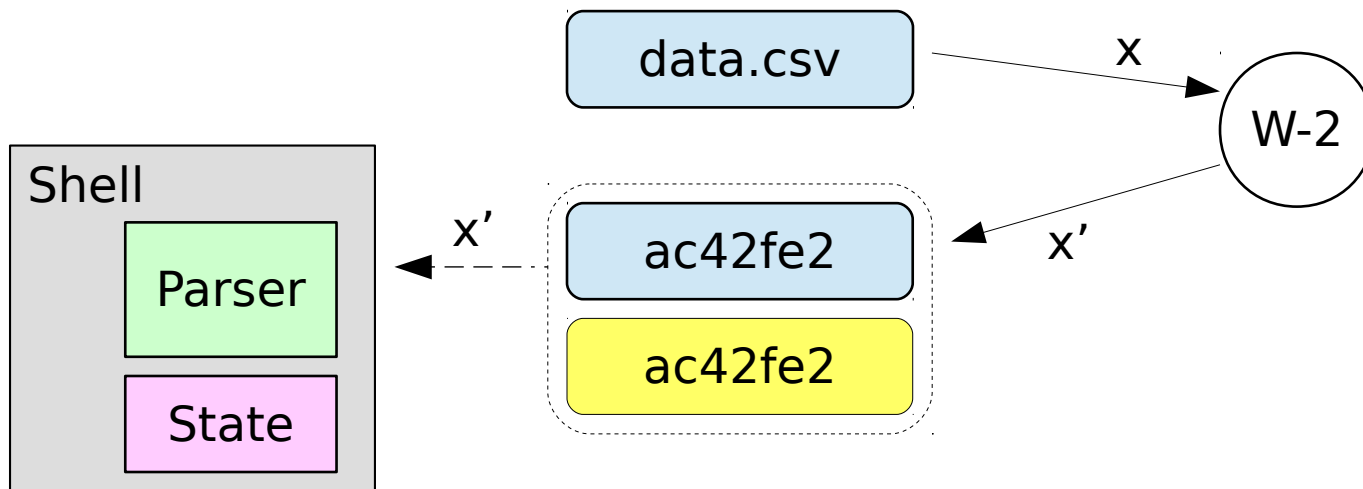 data.csv
x
W-2
Shell
x’
ac42fe2
x’
Parser
ac42fe2
State